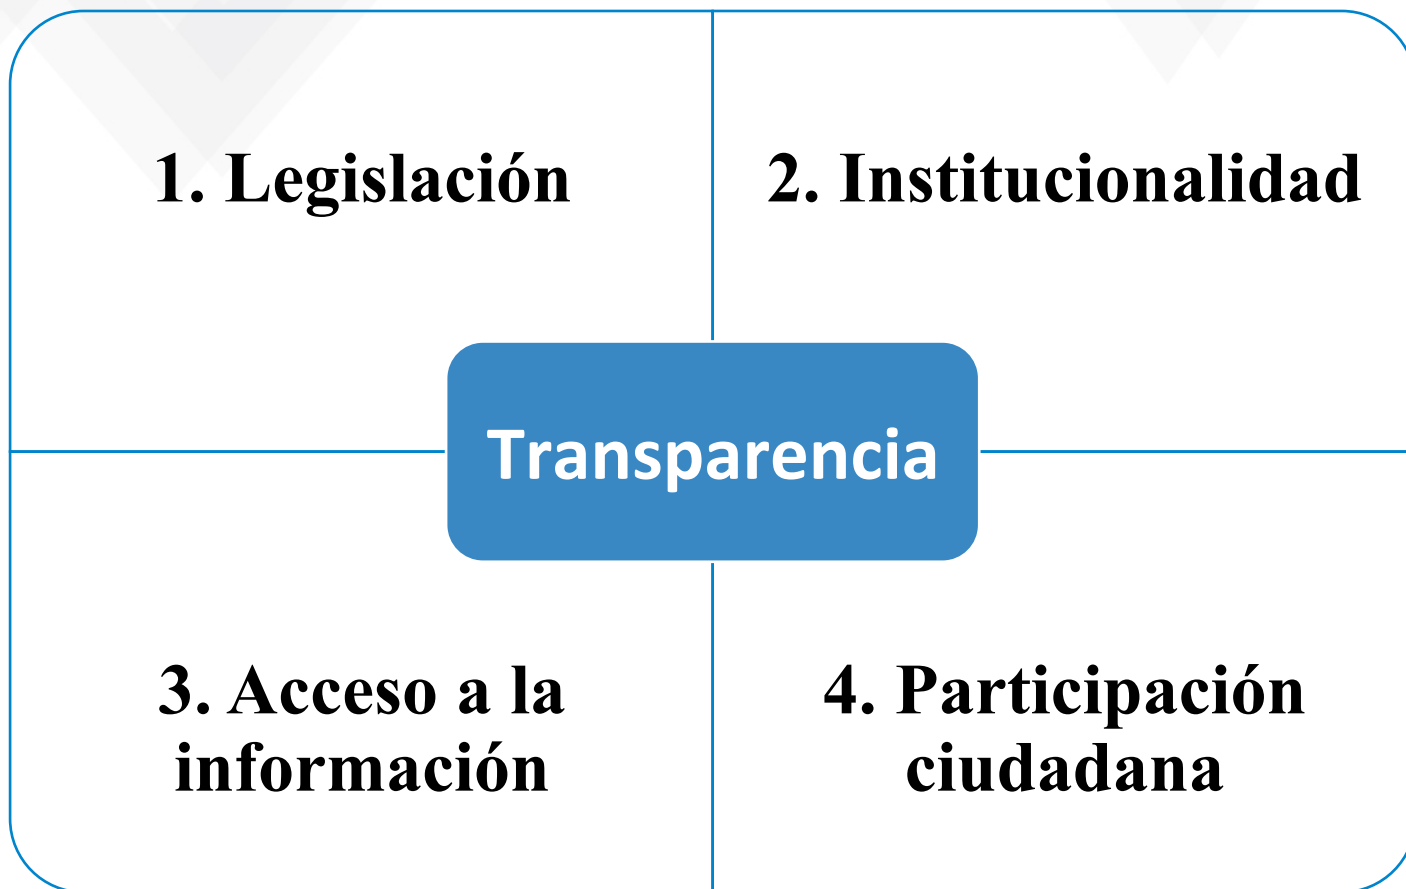 1. Legislación
2. Institucionalidad
Transparencia
3. Acceso a la
información
4. Participación
ciudadana